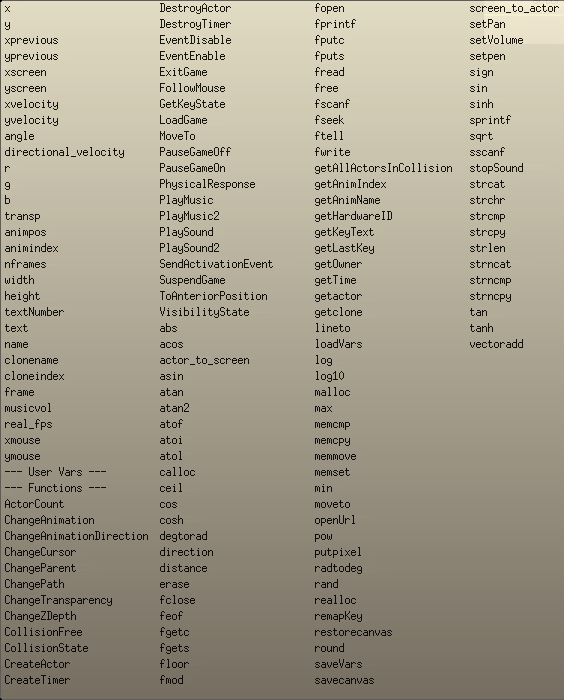 x
y
xprevious
yprevious
xscreen
yscreen
xvelocity
yvelocity
angle
directional_velocity
r
g
b
transp
animpos
animindex
nframes
width
height
textNumber
text
name
clonename
cloneindex
frame
musicvol
real_fps
xmouse
ymouse
--- User Vars ---
--- Functions ---
ActorCount
ChangeAnimation
ChangeAnimationDirection
ChangeCursor
ChangeParent
ChangePath
ChangeTransparency
ChangeZDepth
CollisionFree
CollisionState
CreateActor
CreateTimer
DestroyActor
DestroyTimer
EventDisable
EventEnable
ExitGame
FollowMouse
GetKeyState
LoadGame
MoveTo
PauseGameOff
PauseGameOn
PhysicalResponse
PlayMusic
PlayMusic2
PlaySound
PlaySound2
SendActivationEvent
SuspendGame
ToAnteriorPosition
VisibilityState
abs
acos
actor_to_screen
asin
atan
atan2
atof
atoi
atol
calloc
ceil
cos
cosh
degtorad
direction
distance
erase
fclose
feof
fgetc
fgets
floor
fmod
fopen
fprintf
fputc
fputs
fread
free
fscanf
fseek
ftell
fwrite
getAllActorsInCollision
getAnimIndex
getAnimName
getHardwareID
getKeyText
getLastKey
getOwner
getTime
getactor
getclone
lineto
loadVars
log
log10
malloc
max
memcmp
memcpy
memmove
memset
min
moveto
openUrl
pow
putpixel
radtodeg
rand
realloc
remapKey
restorecanvas
round
saveVars
savecanvas
screen_to_actor
setPan
setVolume
setpen
sign
sin
sinh
sprintf
sqrt
sscanf
stopSound
strcat
strchr
strcmp
strcpy
strlen
strncat
strncmp
strncpy
tan
tanh
vectoradd